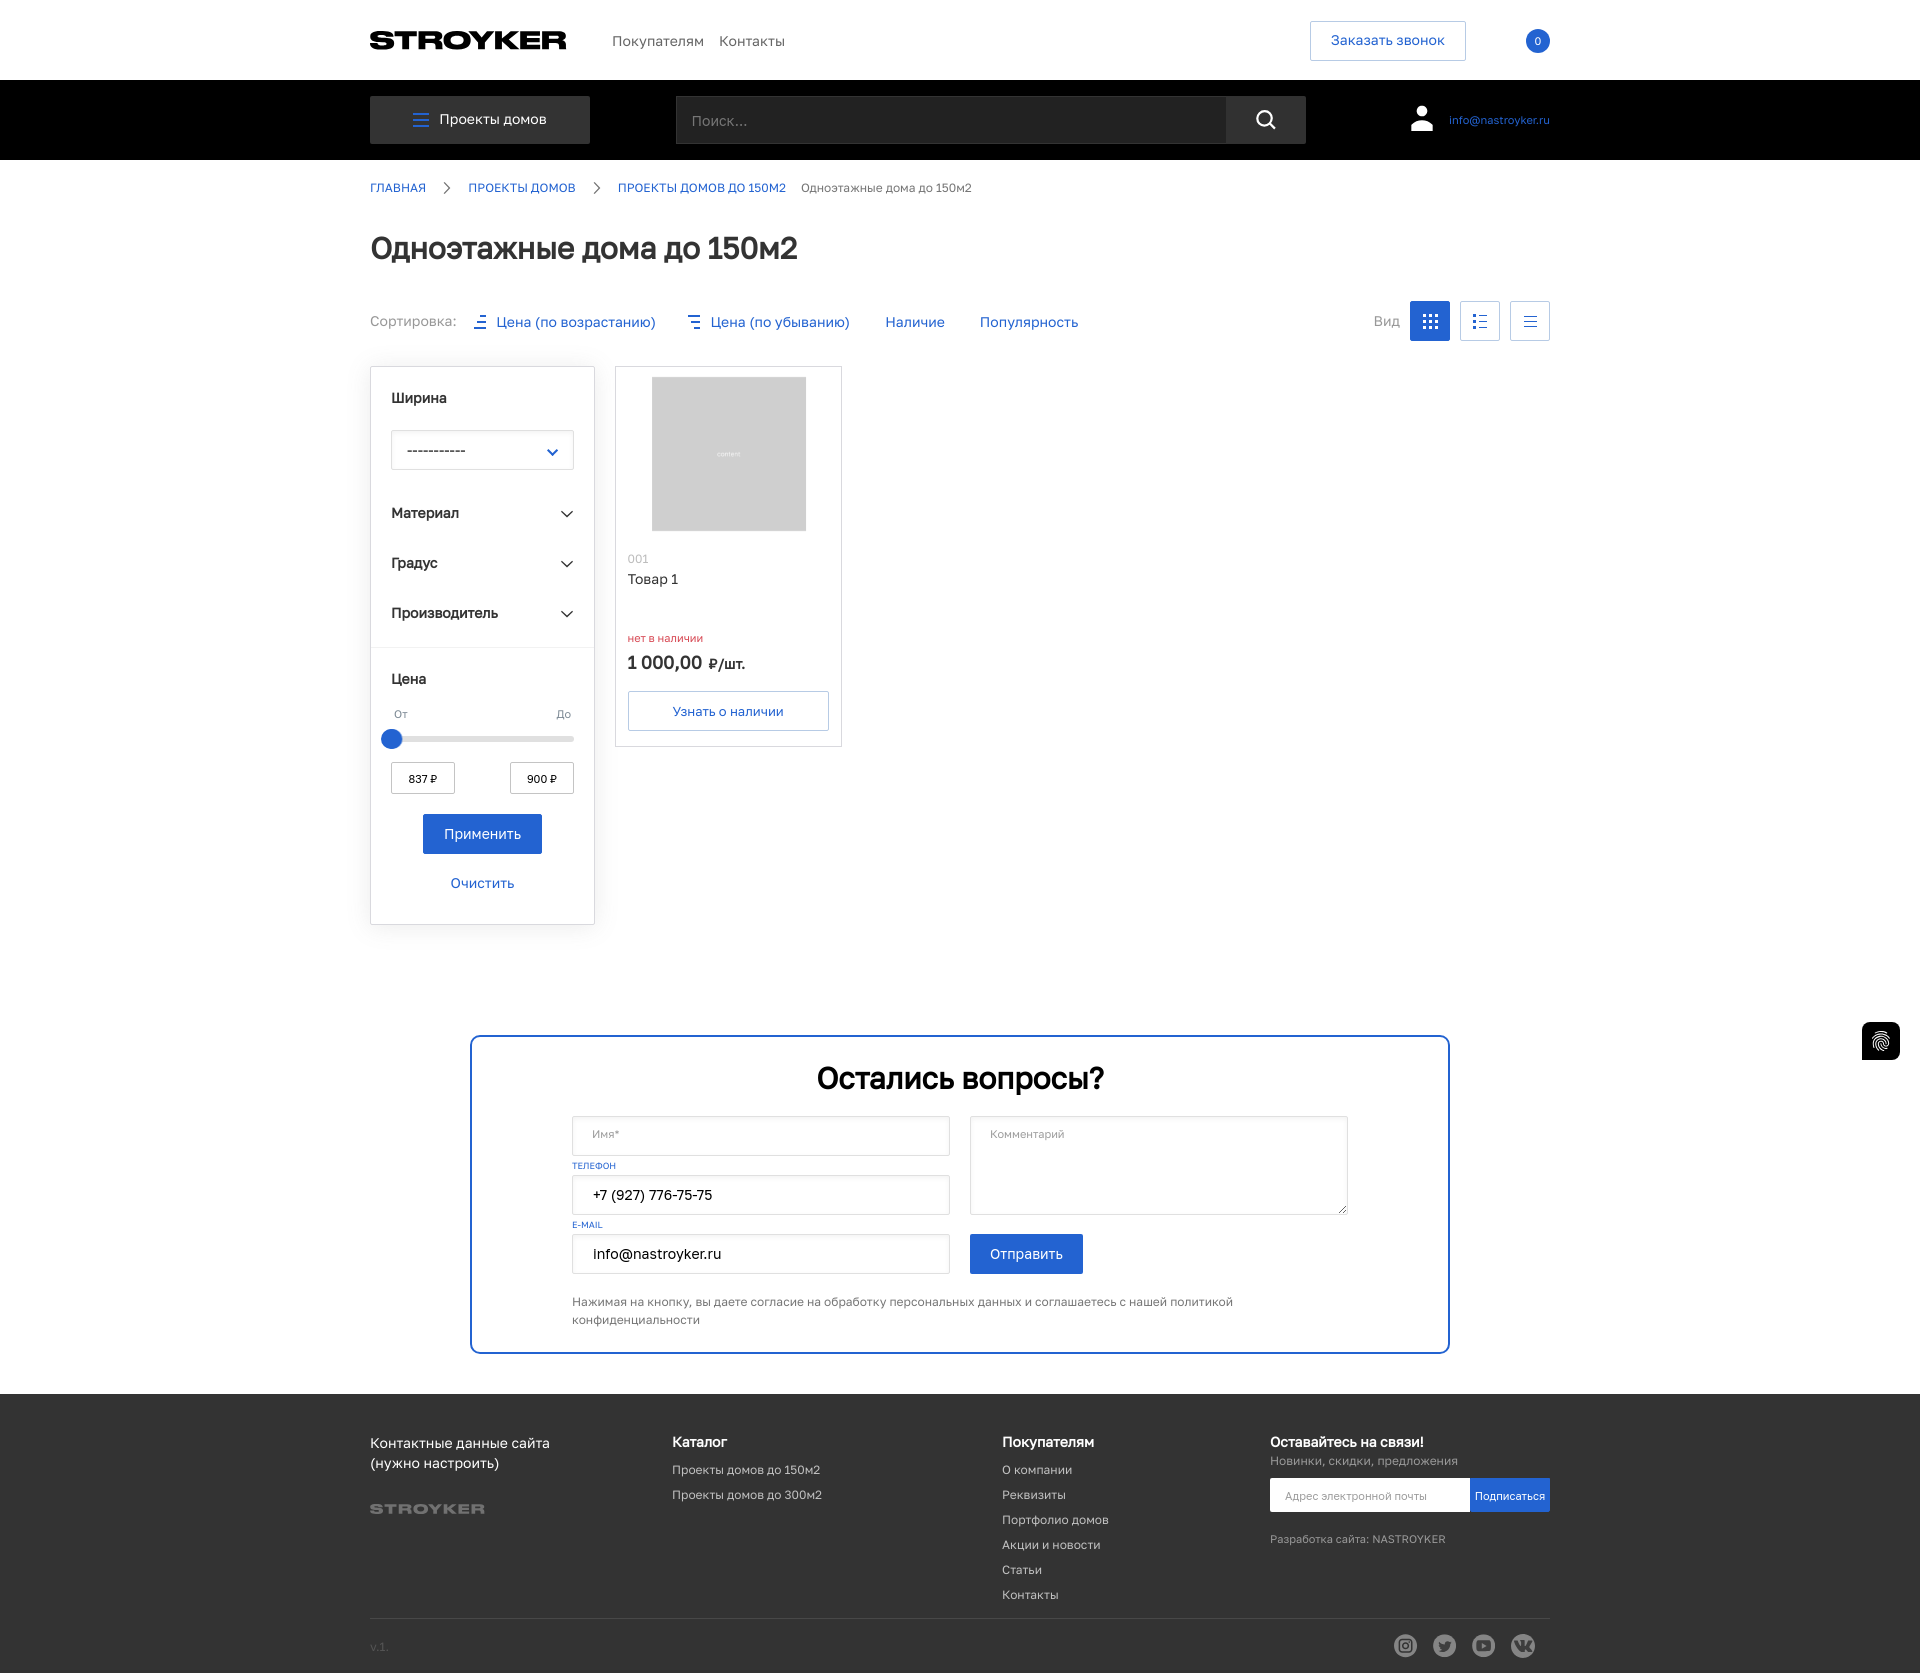 STROYKER
Покупателям
Контакты
Заказать звонок
0
Проекты домов
Поиск...
info@nastroyker.ru
ГЛАВНАЯ
ПРОЕКТЫ ДОМОВ
ПРОЕКТЫ ДОМОВ ДО 150М2
Одноэтажные дома до 150м2
Одноэтажные дома до 150м2
Сортировка:
Цена (по возрастанию)
Цена (по убыванию)
Наличие
Популярность
Вид
Ширина
-----------
Материал
Градус
Производитель
Цена
От
До
837 ₽
900 ₽
Применить
Очистить
001
Товар 1
нет в наличии
1 000,00 ₽/шт.
Узнать о наличии
Остались вопросы?
Имя*
ТЕЛЕФОН
+7 (927) 776-75-75
E-MAIL
info@nastroyker.ru
Комментарий
Отправить
Нажимая на кнопку, вы даете согласие на обработку персональных данных и соглашаетесь с нашей политикой
конфиденциальности
Контактные данные сайта
(нужно настроить)
STROYKER
Каталог
Проекты домов до 150м2
Проекты домов до 300м2
Покупателям
О компании
Реквизиты
Портфолио домов
Акции и новости
Статьи
Контакты
Оставайтесь на связи!
Новинки, скидки, предложения
Адрес электронной почты
Подписаться
Разработка сайта: NASTROYKER
v.1.